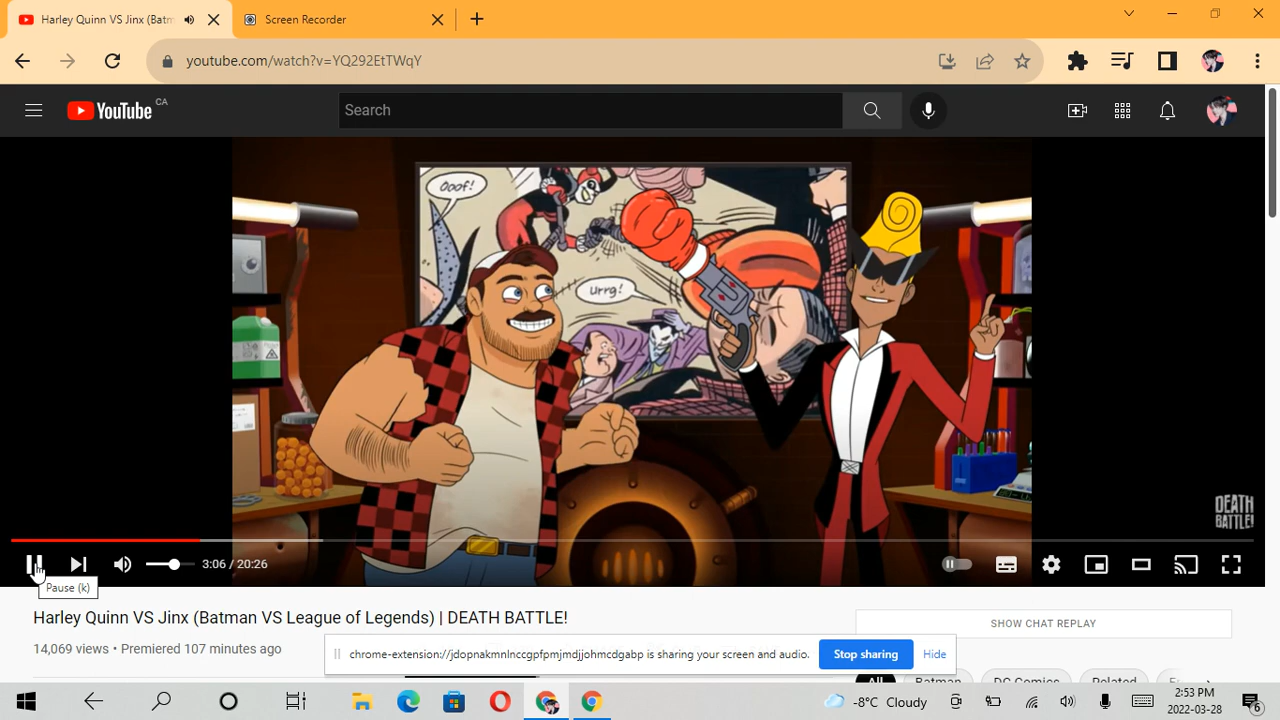 Harley Quinn VS Jinx (Batm
Screen Recorder
youtube.com/watch?v=YQ292EtTWqY
YouTube CA
Search
Ooof!
urrg!
DEATH BATTLE!
3:06 / 20:26
Pause (k)
Harley Quinn VS Jinx (Batman VS League of Legends) | DEATH BATTLE!
SHOW CHAT REPLAY
14,069 views • Premiered 107 minutes ago
chrome-extension://jdopnakmnlnccgpfpmjmdjjohmcdgabp is sharing your screen and audio.
Stop sharing
Hide
All
Batman
DC Comics
Related
-8°C Cloudy
2:53 PM
2022-03-28
6